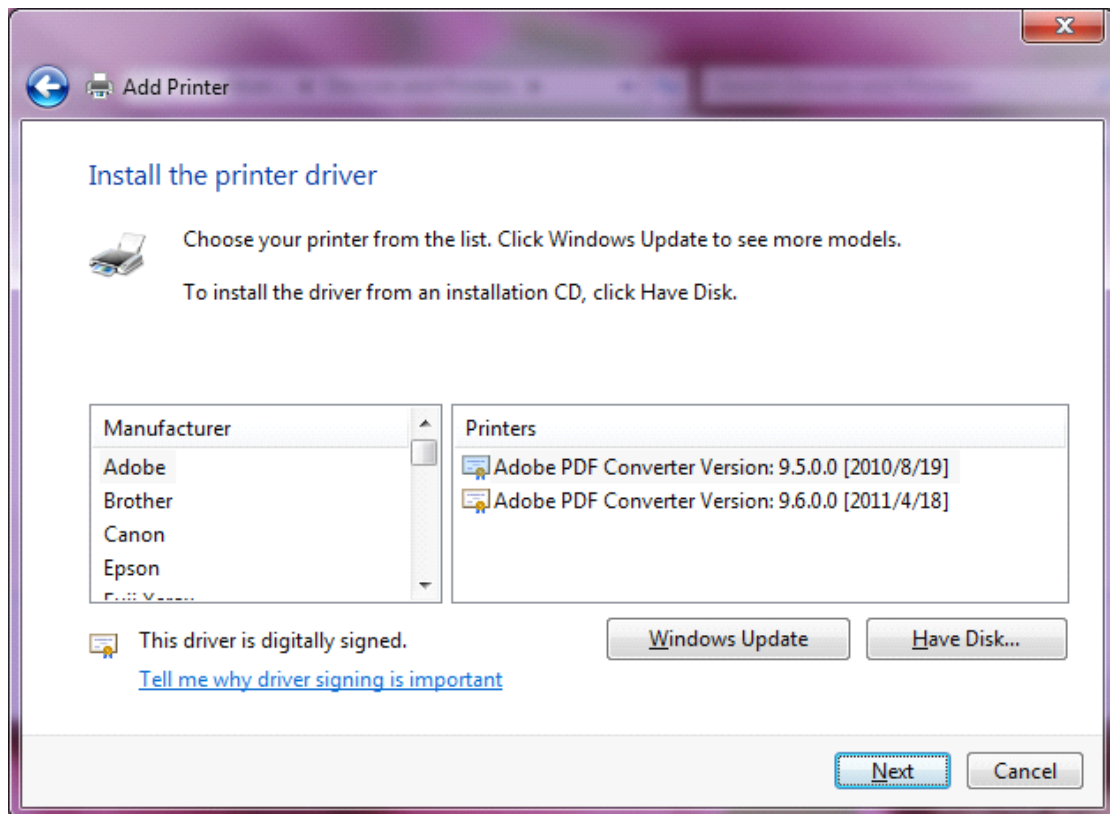 X
Add Printer
Install the printer driver
Choose your printer from the list. Click Windows Update to see more models.
To install the driver from an installation CD, click Have Disk.
Manufacturer
Printers
Adobe
Adobe PDF Converter Version: 9.5.0.0 [2010/8/19]
Brother
Adobe PDF Converter Version: 9.6.0.0 [2011/4/18]
Canon
Epson
This driver is digitally signed.
Windows Update
Have Disk...
Tell me why driver signing is important
Next
Cancel